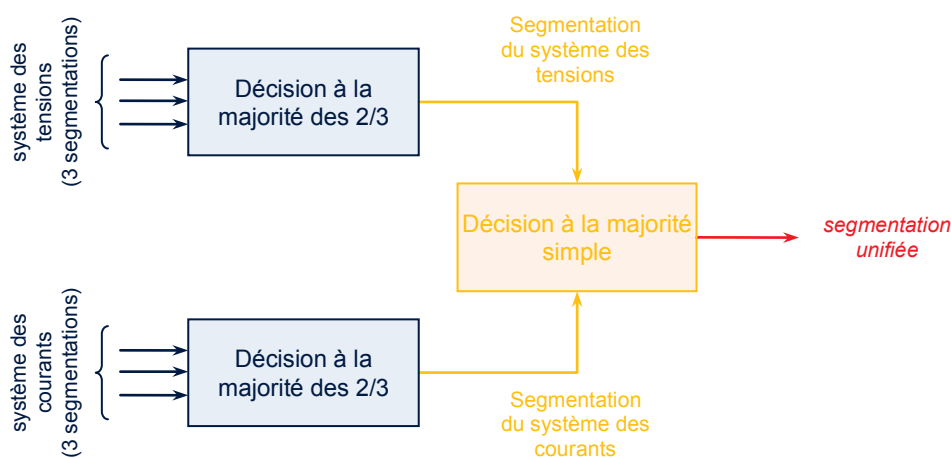 système des
tensions
(3 segmentations)
Décision à la
majorité des 2/3
Segmentation
du système des
tensions
Décision à la majorité
simple
segmentation
unifiée
système des
courants
(3 segmentations)
Décision à la
majorité des 2/3
Segmentation
du système des
courants